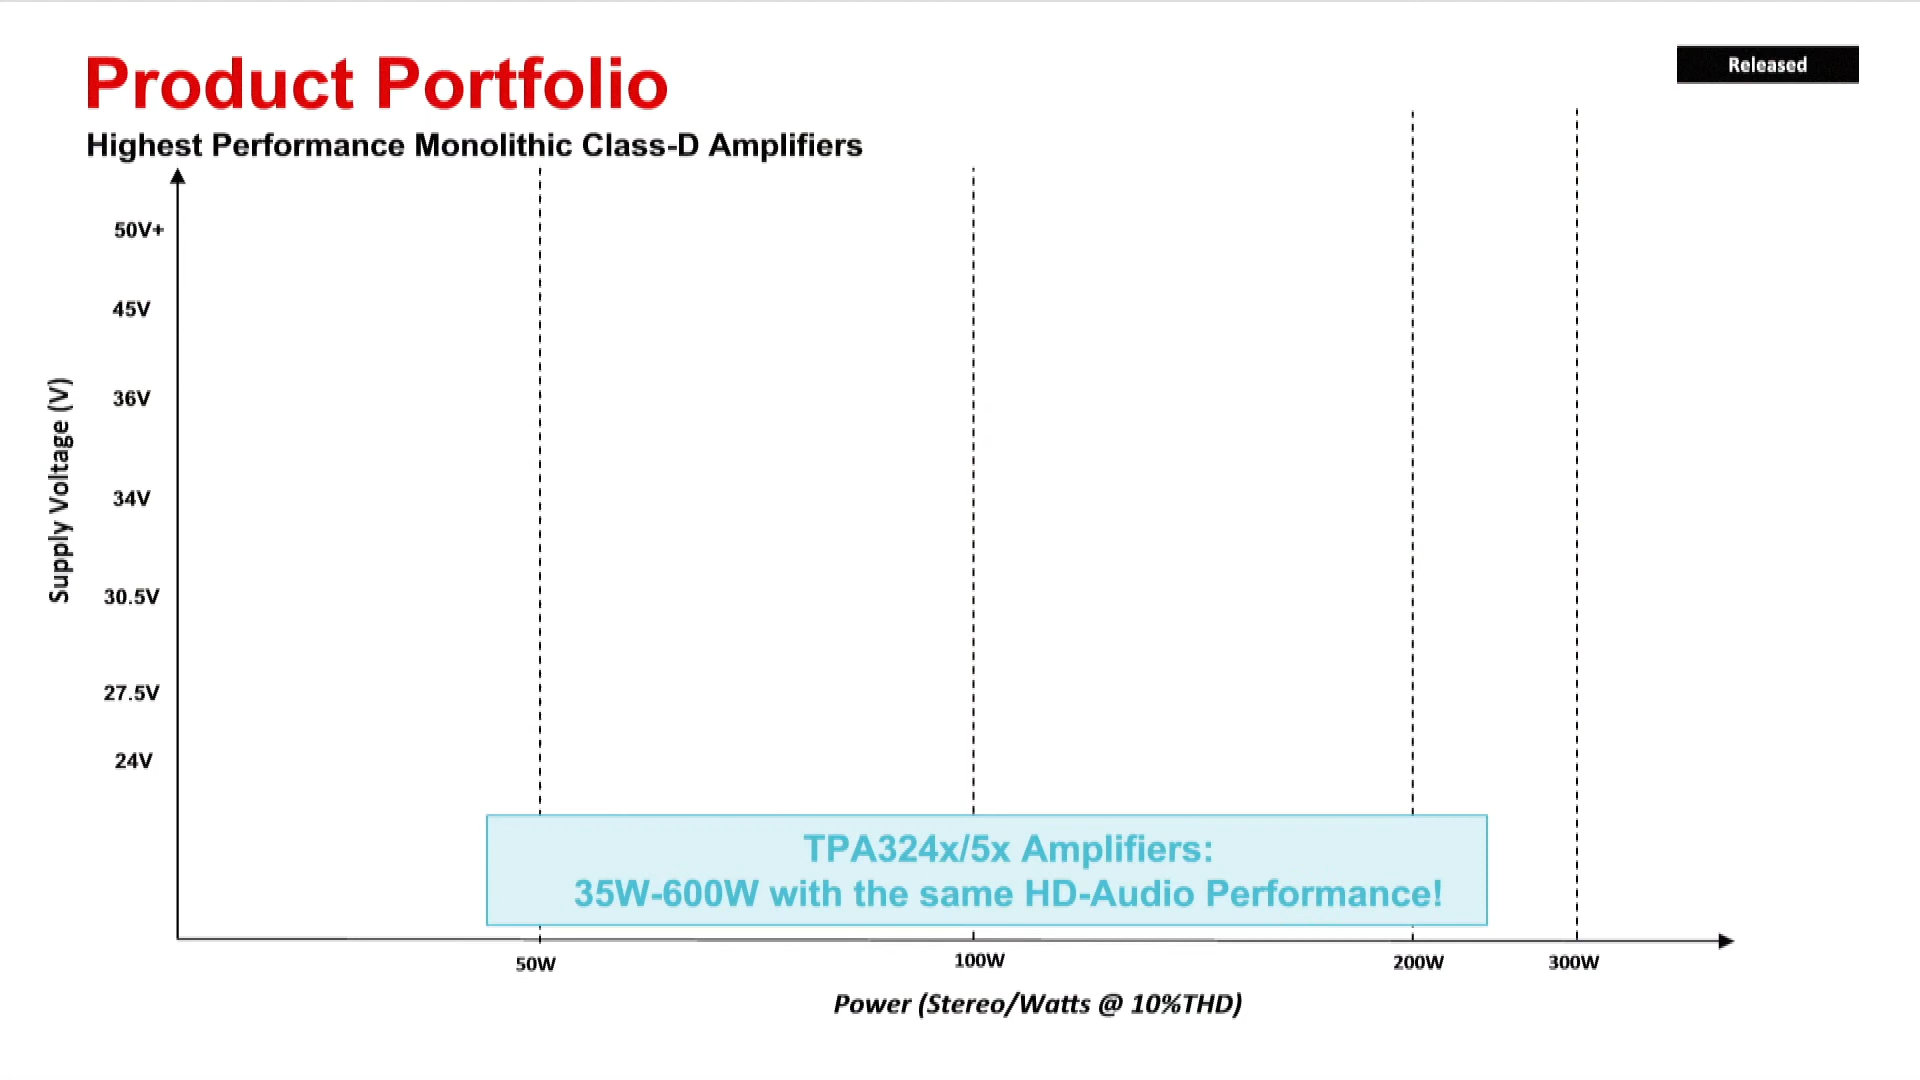 Product Portfolio
Released
Highest Performance Monolithic Class-D Amplifiers
50V+
45V
36V
34V
30.5V
27.5V
24V
Supply Voltage (V)
TPA324x/5x Amplifiers:
35W-600W with the same HD-Audio Performance!
50W
100W
200W
300W
Power (Stereo/Watts @ 10%THD)